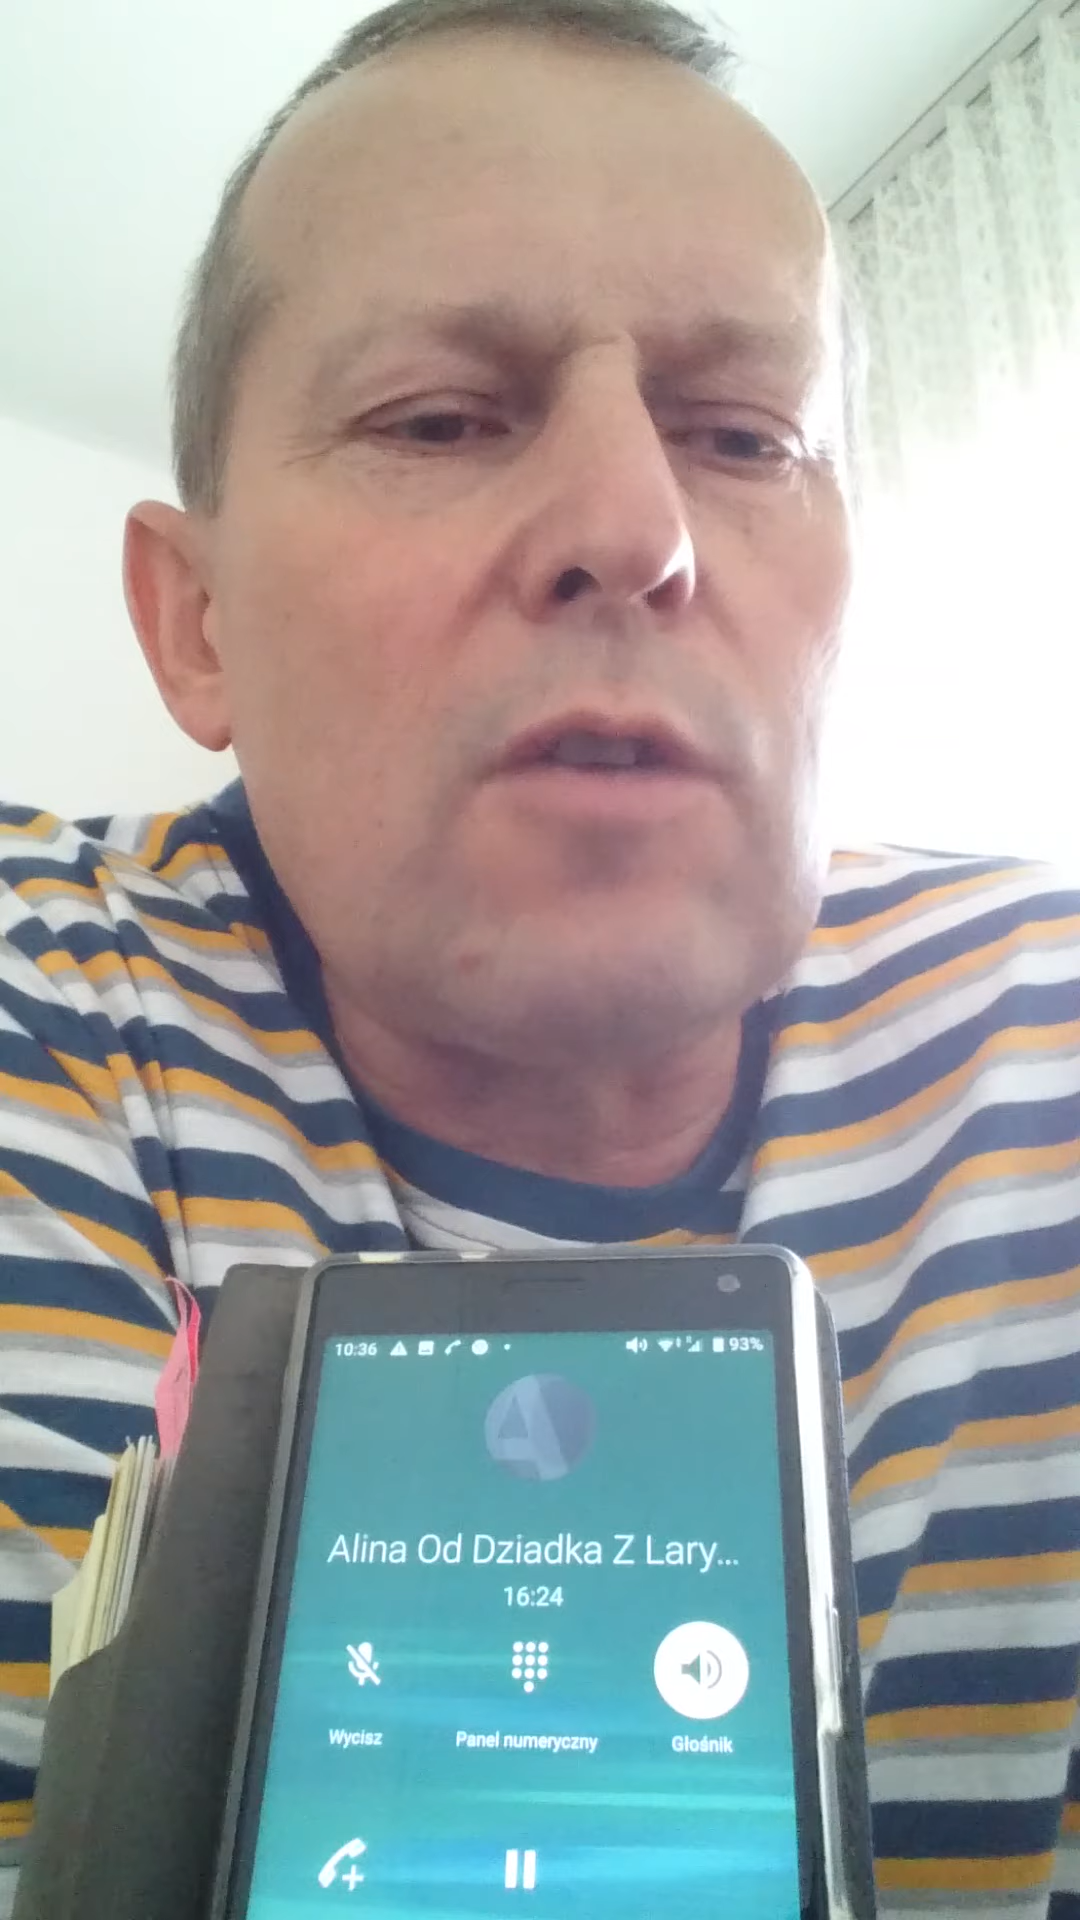 10:36 93%
A
Alina Od Dziadka Z Lary...
16:24
Wycisz Panel numeryczny Głośnik